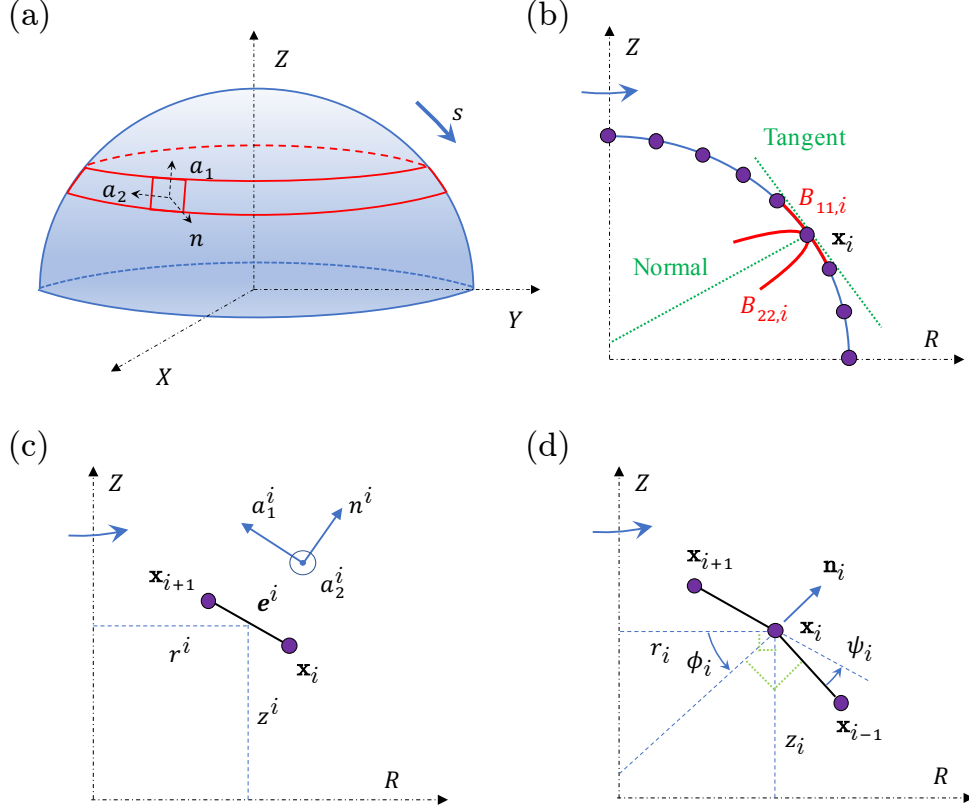 (a)
Z
s
a₁
a₂
n
Y
X
(b)
Z
Tangent
B₁₁,ᵢ
𝐱ᵢ
Normal
B₂₂,ᵢ
R
(c)
Z
a₁ⁱ
nⁱ
a₂ⁱ
𝐱ᵢ₊₁
𝒆ⁱ
𝐱ᵢ
rⁱ
zⁱ
R
(d)
Z
𝐱ᵢ₊₁
𝐧ᵢ
𝐱ᵢ
rᵢ
ϕᵢ
ψᵢ
𝐱ᵢ₋₁
zᵢ
R